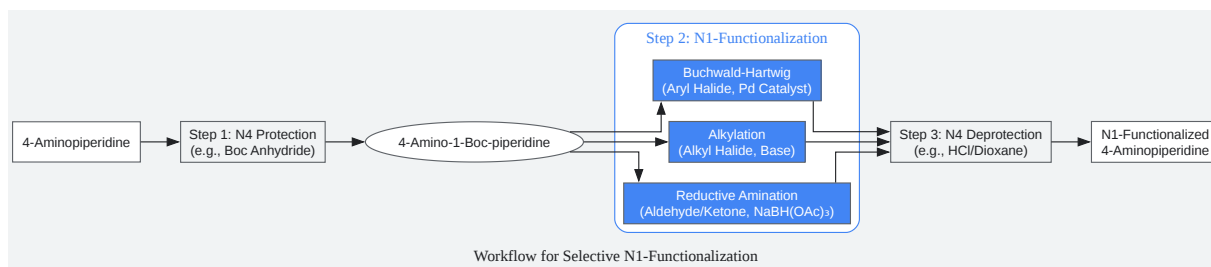 4-Aminopiperidine
Step 1: N4 Protection
(e.g., Boc Anhydride)
4-Amino-1-Boc-piperidine
Step 2: N1-Functionalization
Buchwald-Hartwig
(Aryl Halide, Pd Catalyst)
Alkylation
(Alkyl Halide, Base)
Reductive Amination
(Aldehyde/Ketone, NaBH(OAc)₃)
Step 3: N4 Deprotection
(e.g., HCl/Dioxane)
N1-Functionalized
4-Aminopiperidine
Workflow for Selective N1-Functionalization